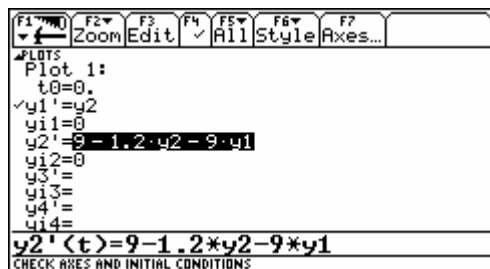 F1 F2 F3 F4 F5 F6 F7
Zoom Edit ✓ All Style Axes...
PLOTS
Plot 1:
t0=0.
✓y1'=y2
yi1=0
y2'=9-1.2·y2-9·y1
yi2=0
y3'=
yi3=
y4'=
yi4=
y2'(t)=9-1.2*y2-9*y1
CHECK AXES AND INITIAL CONDITIONS